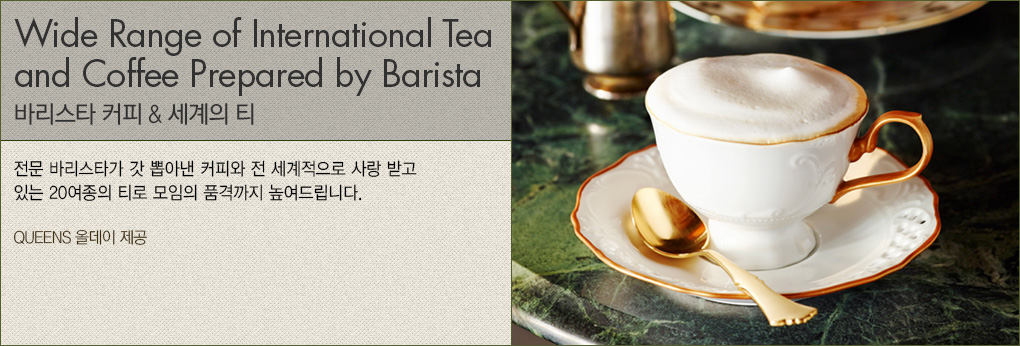 Wide Range of International Tea
and Coffee Prepared by Barista
바리스타 커피 & 세계의 티
전문 바리스타가 갓 뽑아낸 커피와 전 세계적으로 사랑 받고
있는 20여종의 티로 모임의 품격까지 높여드립니다.
QUEENS 올데이 제공